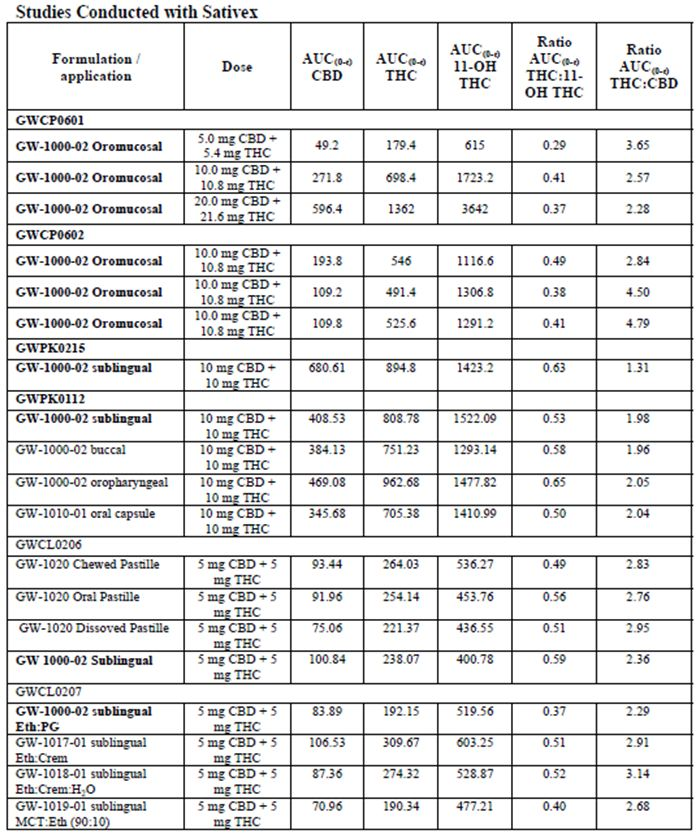 Studies Conducted with Sativex
Formulation / application | Dose | AUC(0-t) CBD | AUC(0-t) THC | AUC(0-t) 11-OH THC | Ratio AUC(0-t) THC:11-OH THC | Ratio AUC(0-t) THC:CBD
GWCP0601
GW-1000-02 Oromucosal | 5.0 mg CBD + 5.4 mg THC | 49.2 | 179.4 | 615 | 0.29 | 3.65
GW-1000-02 Oromucosal | 10.0 mg CBD + 10.8 mg THC | 271.8 | 698.4 | 1723.2 | 0.41 | 2.57
GW-1000-02 Oromucosal | 20.0 mg CBD + 21.6 mg THC | 596.4 | 1362 | 3642 | 0.37 | 2.28
GWCP0602
GW-1000-02 Oromucosal | 10.0 mg CBD + 10.8 mg THC | 193.8 | 546 | 1116.6 | 0.49 | 2.84
GW-1000-02 Oromucosal | 10.0 mg CBD + 10.8 mg THC | 109.2 | 491.4 | 1306.8 | 0.38 | 4.50
GW-1000-02 Oromucosal | 10.0 mg CBD + 10.8 mg THC | 109.8 | 525.6 | 1291.2 | 0.41 | 4.79
GWPK0215
GW-1000-02 sublingual | 10 mg CBD + 10 mg THC | 680.61 | 894.8 | 1423.2 | 0.63 | 1.31
GWPK0112
GW-1000-02 sublingual | 10 mg CBD + 10 mg THC | 408.53 | 808.78 | 1522.09 | 0.53 | 1.98
GW-1000-02 buccal | 10 mg CBD + 10 mg THC | 384.13 | 751.23 | 1293.14 | 0.58 | 1.96
GW-1000-02 oropharyngeal | 10 mg CBD + 10 mg THC | 469.08 | 962.68 | 1477.82 | 0.65 | 2.05
GW-1010-01 oral capsule | 10 mg CBD + 10 mg THC | 345.68 | 705.38 | 1410.99 | 0.50 | 2.04
GWCL0206
GW-1020 Chewed Pastille | 5 mg CBD + 5 mg THC | 93.44 | 264.03 | 536.27 | 0.49 | 2.83
GW-1020 Oral Pastille | 5 mg CBD + 5 mg THC | 91.96 | 254.14 | 453.76 | 0.56 | 2.76
GW-1020 Dissoved Pastille | 5 mg CBD + 5 mg THC | 75.06 | 221.37 | 436.55 | 0.51 | 2.95
GW 1000-02 Sublingual | 5 mg CBD + 5 mg THC | 100.84 | 238.07 | 400.78 | 0.59 | 2.36
GWCL0207
GW-1000-02 sublingual Eth:PG | 5 mg CBD + 5 mg THC | 83.89 | 192.15 | 519.56 | 0.37 | 2.29
GW-1017-01 sublingual Eth:Crem | 5 mg CBD + 5 mg THC | 106.53 | 309.67 | 603.25 | 0.51 | 2.91
GW-1018-01 sublingual Eth:Crem:H₂O | 5 mg CBD + 5 mg THC | 87.36 | 274.32 | 528.87 | 0.52 | 3.14
GW-1019-01 sublingual MCT:Eth (90:10) | 5 mg CBD + 5 mg THC | 70.96 | 190.34 | 477.21 | 0.40 | 2.68